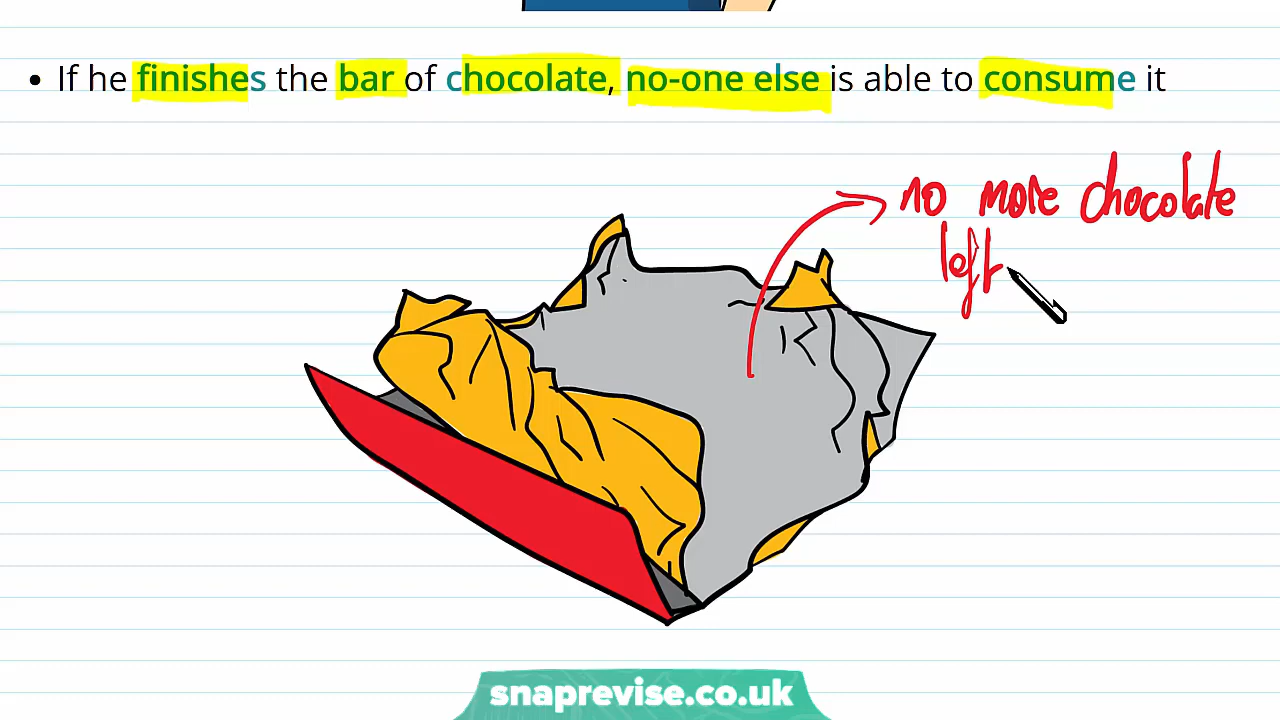 • If he finishes the bar of chocolate, no-one else is able to consume it
no more chocolate
left
snaprevise.co.uk